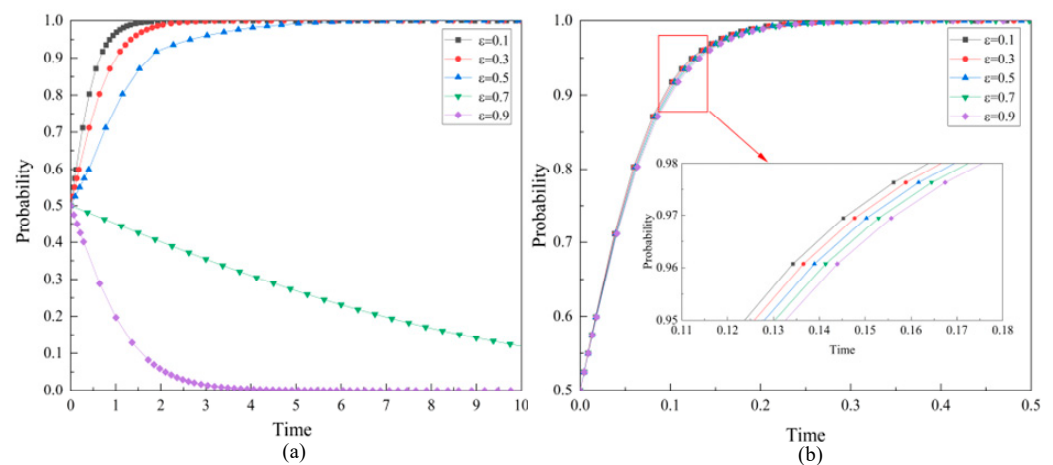 1.0
0.9
0.8
0.7
0.6
0.5
0.4
0.3
0.2
0.1
0.0
Probability
0 1 2 3 4 5 6 7 8 9 10
Time
ε=0.1
ε=0.3
ε=0.5
ε=0.7
ε=0.9
(a)
1.0
0.9
0.8
0.7
0.6
0.5
Probability
0.0 0.1 0.2 0.3 0.4 0.5
Time
ε=0.1
ε=0.3
ε=0.5
ε=0.7
ε=0.9
0.98
0.97
0.96
0.95
Probability
0.11 0.12 0.13 0.14 0.15 0.16 0.17 0.18
Time
(b)